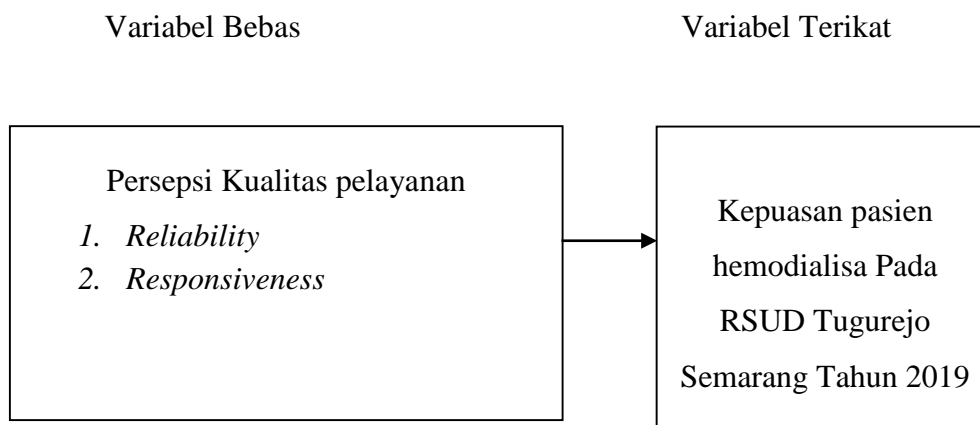 Variabel Bebas
Variabel Terikat
Persepsi Kualitas pelayanan
1. Reliability
2. Responsiveness
Kepuasan pasien
hemodialisa Pada
RSUD Tugurejo
Semarang Tahun 2019